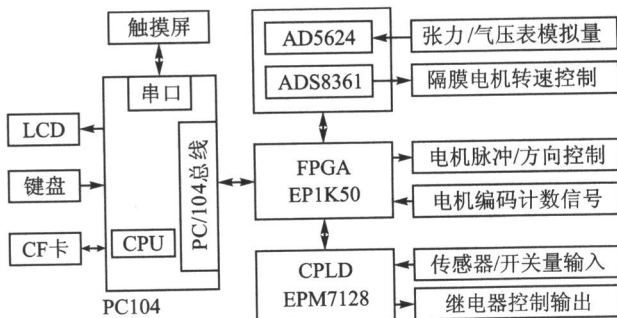 触摸屏
串口
LCD
键盘
CF卡
CPU
PC/104总线
PC104
AD5624
ADS8361
FPGA
EP1K50
CPLD
EPM7128
张力/气压表模拟量
隔膜电机转速控制
电机脉冲/方向控制
电机编码计数信号
传感器/开关量输入
继电器控制输出